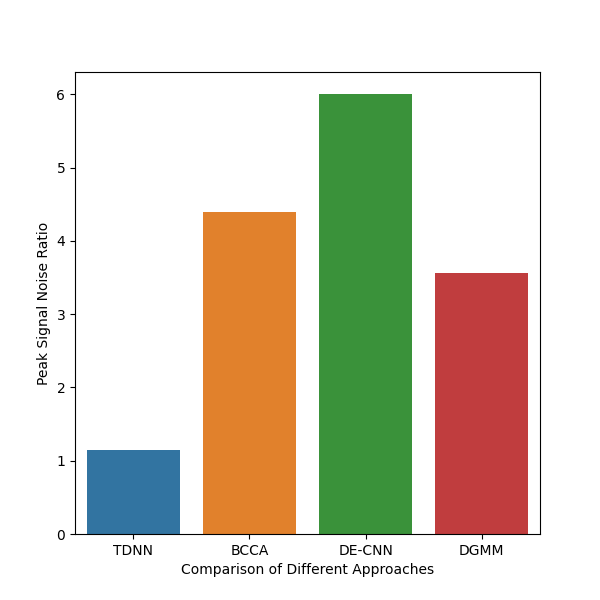 Peak Signal Noise Ratio
6
5
4
3
2
1
0
TDNN BCCA DE-CNN DGMM
Comparison of Different Approaches